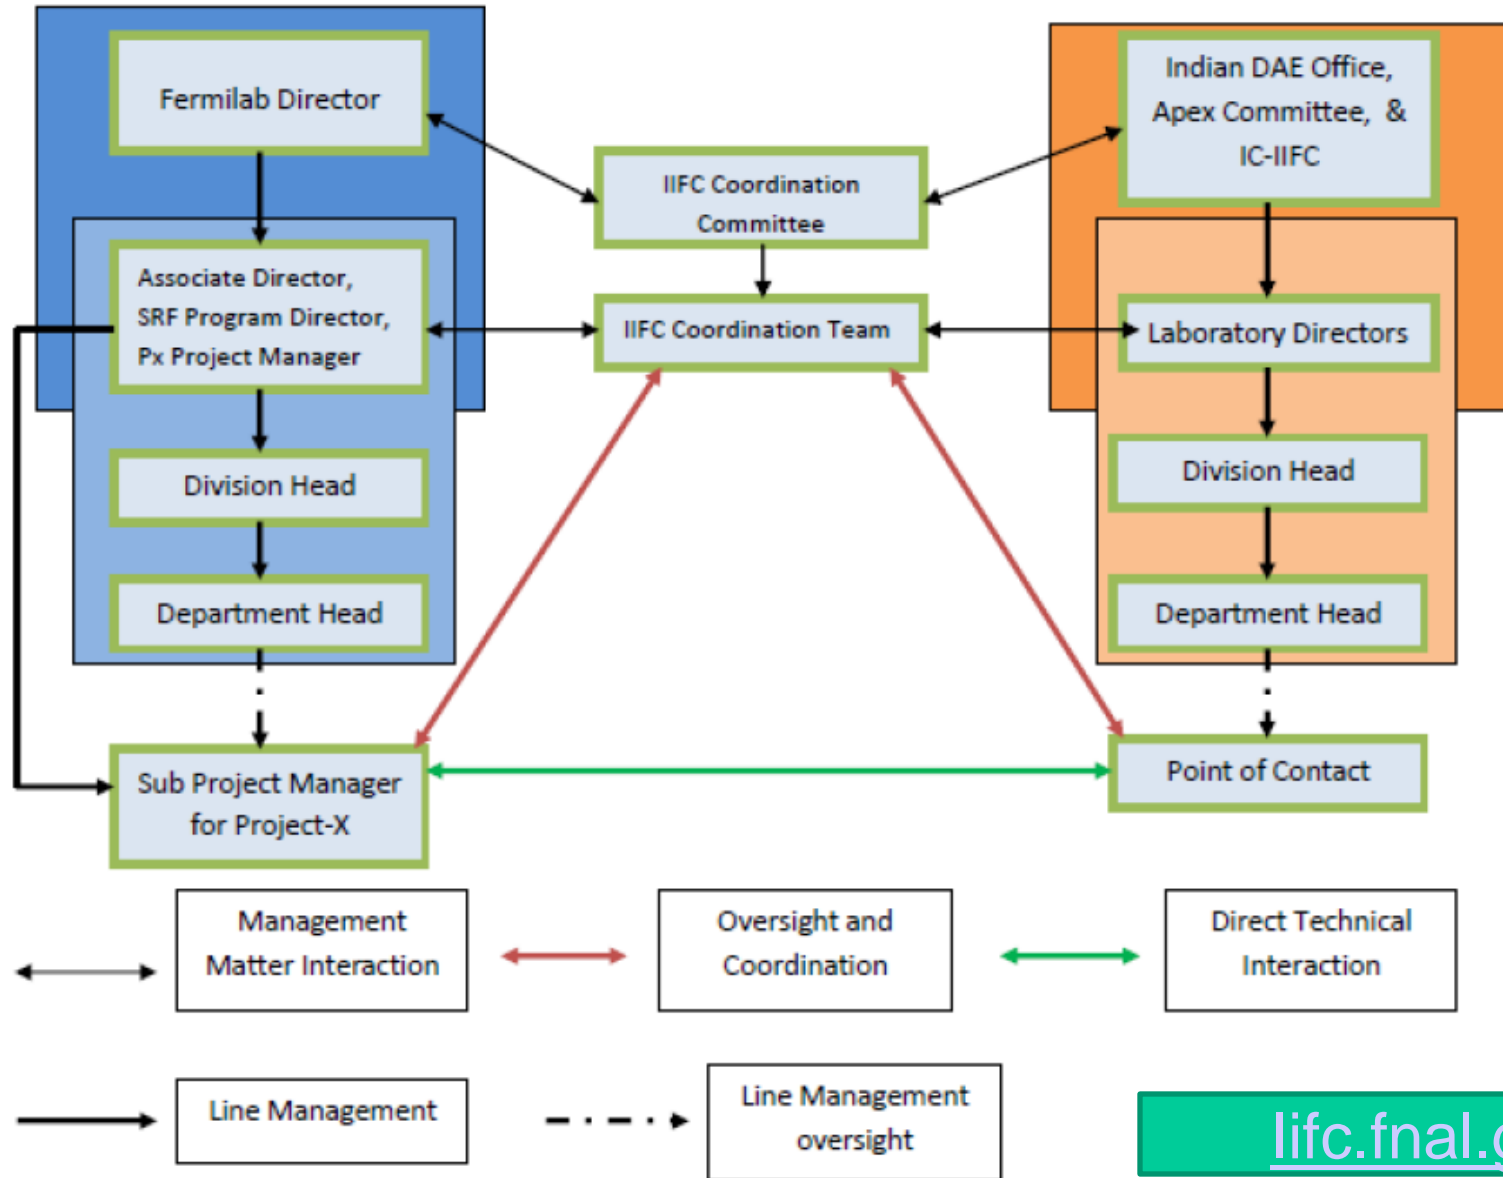 Fermilab Director
Indian DAE Office,
Apex Committee, &
IC-IIFC
IIFC Coordination
Committee
Associate Director,
SRF Program Director,
Px Project Manager
IIFC Coordination Team
Laboratory Directors
Division Head
Division Head
Department Head
Department Head
Sub Project Manager
for Project-X
Point of Contact
Management
Matter Interaction
Oversight and
Coordination
Direct Technical
Interaction
Line Management
Line Management
oversight
Iifc.fnal.